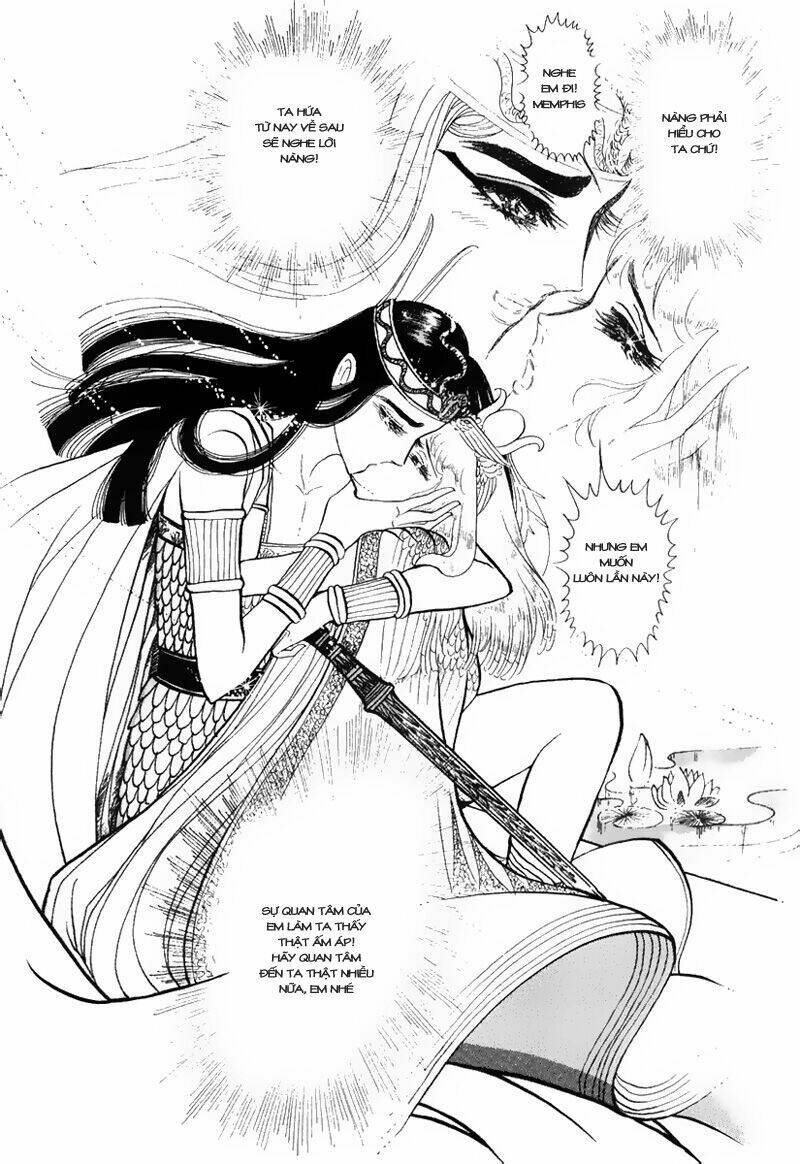 NÀNG PHẢI
HIỂU CHO
TA CHỨ!
NGHE
EM ĐI!
MEMPHIS
TA HỨA
TỪ NAY VỀ SAU
SẼ NGHE LỜI
NÀNG!
NHƯNG EM
MUỐN
LUÔN LẦN NÀY!
SỰ QUAN TÂM CỦA
EM LÀM TA THẤY
THẬT ẤM ÁP!
HÃY QUAN TÂM
ĐẾN TA THẬT NHIỀU
NỮA, EM NHÉ